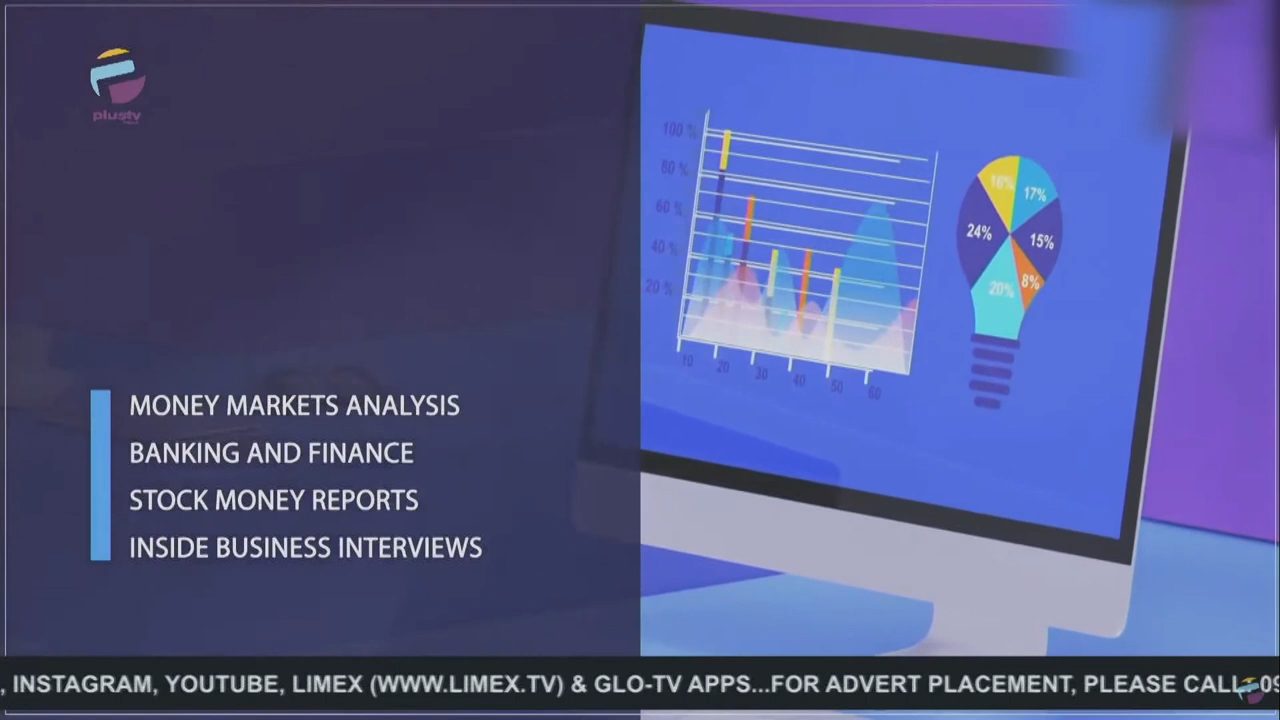 plustv
100 %
80 %
60 %
40 %
20 %
10 20 30 40 50 60
16% 17%
24% 15%
20% 8%
MONEY MARKETS ANALYSIS
BANKING AND FINANCE
STOCK MONEY REPORTS
INSIDE BUSINESS INTERVIEWS
, INSTAGRAM, YOUTUBE, LIMEX (WWW.LIMEX.TV) & GLO-TV APPS...FOR ADVERT PLACEMENT, PLEASE CALL